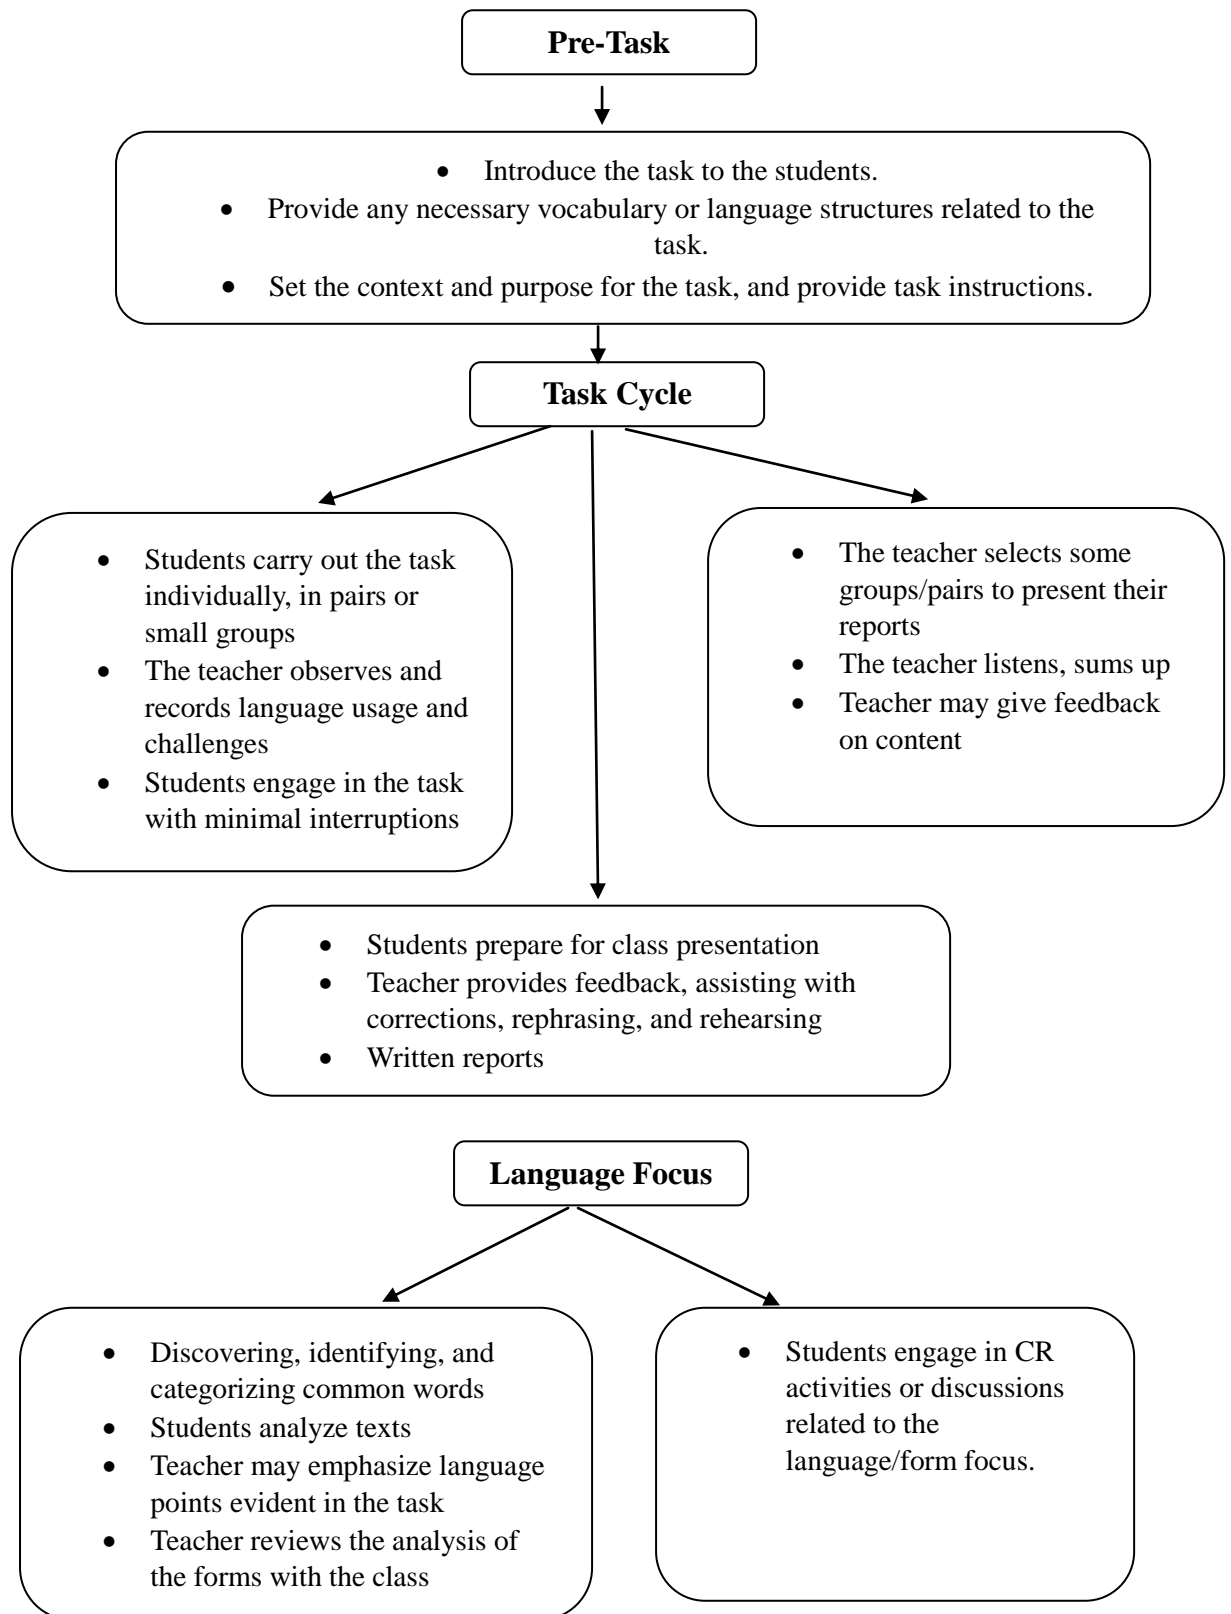 Pre-Task
• Introduce the task to the students.
• Provide any necessary vocabulary or language structures related to the
task.
• Set the context and purpose for the task, and provide task instructions.
Task Cycle
• Students carry out the task
individually, in pairs or
small groups
• The teacher observes and
records language usage and
challenges
• Students engage in the task
with minimal interruptions
• The teacher selects some
groups/pairs to present their
reports
• The teacher listens, sums up
• Teacher may give feedback
on content
• Students prepare for class presentation
• Teacher provides feedback, assisting with
corrections, rephrasing, and rehearsing
• Written reports
Language Focus
• Discovering, identifying, and
categorizing common words
• Students analyze texts
• Teacher may emphasize language
points evident in the task
• Teacher reviews the analysis of
the forms with the class
• Students engage in CR
activities or discussions
related to the
language/form focus.